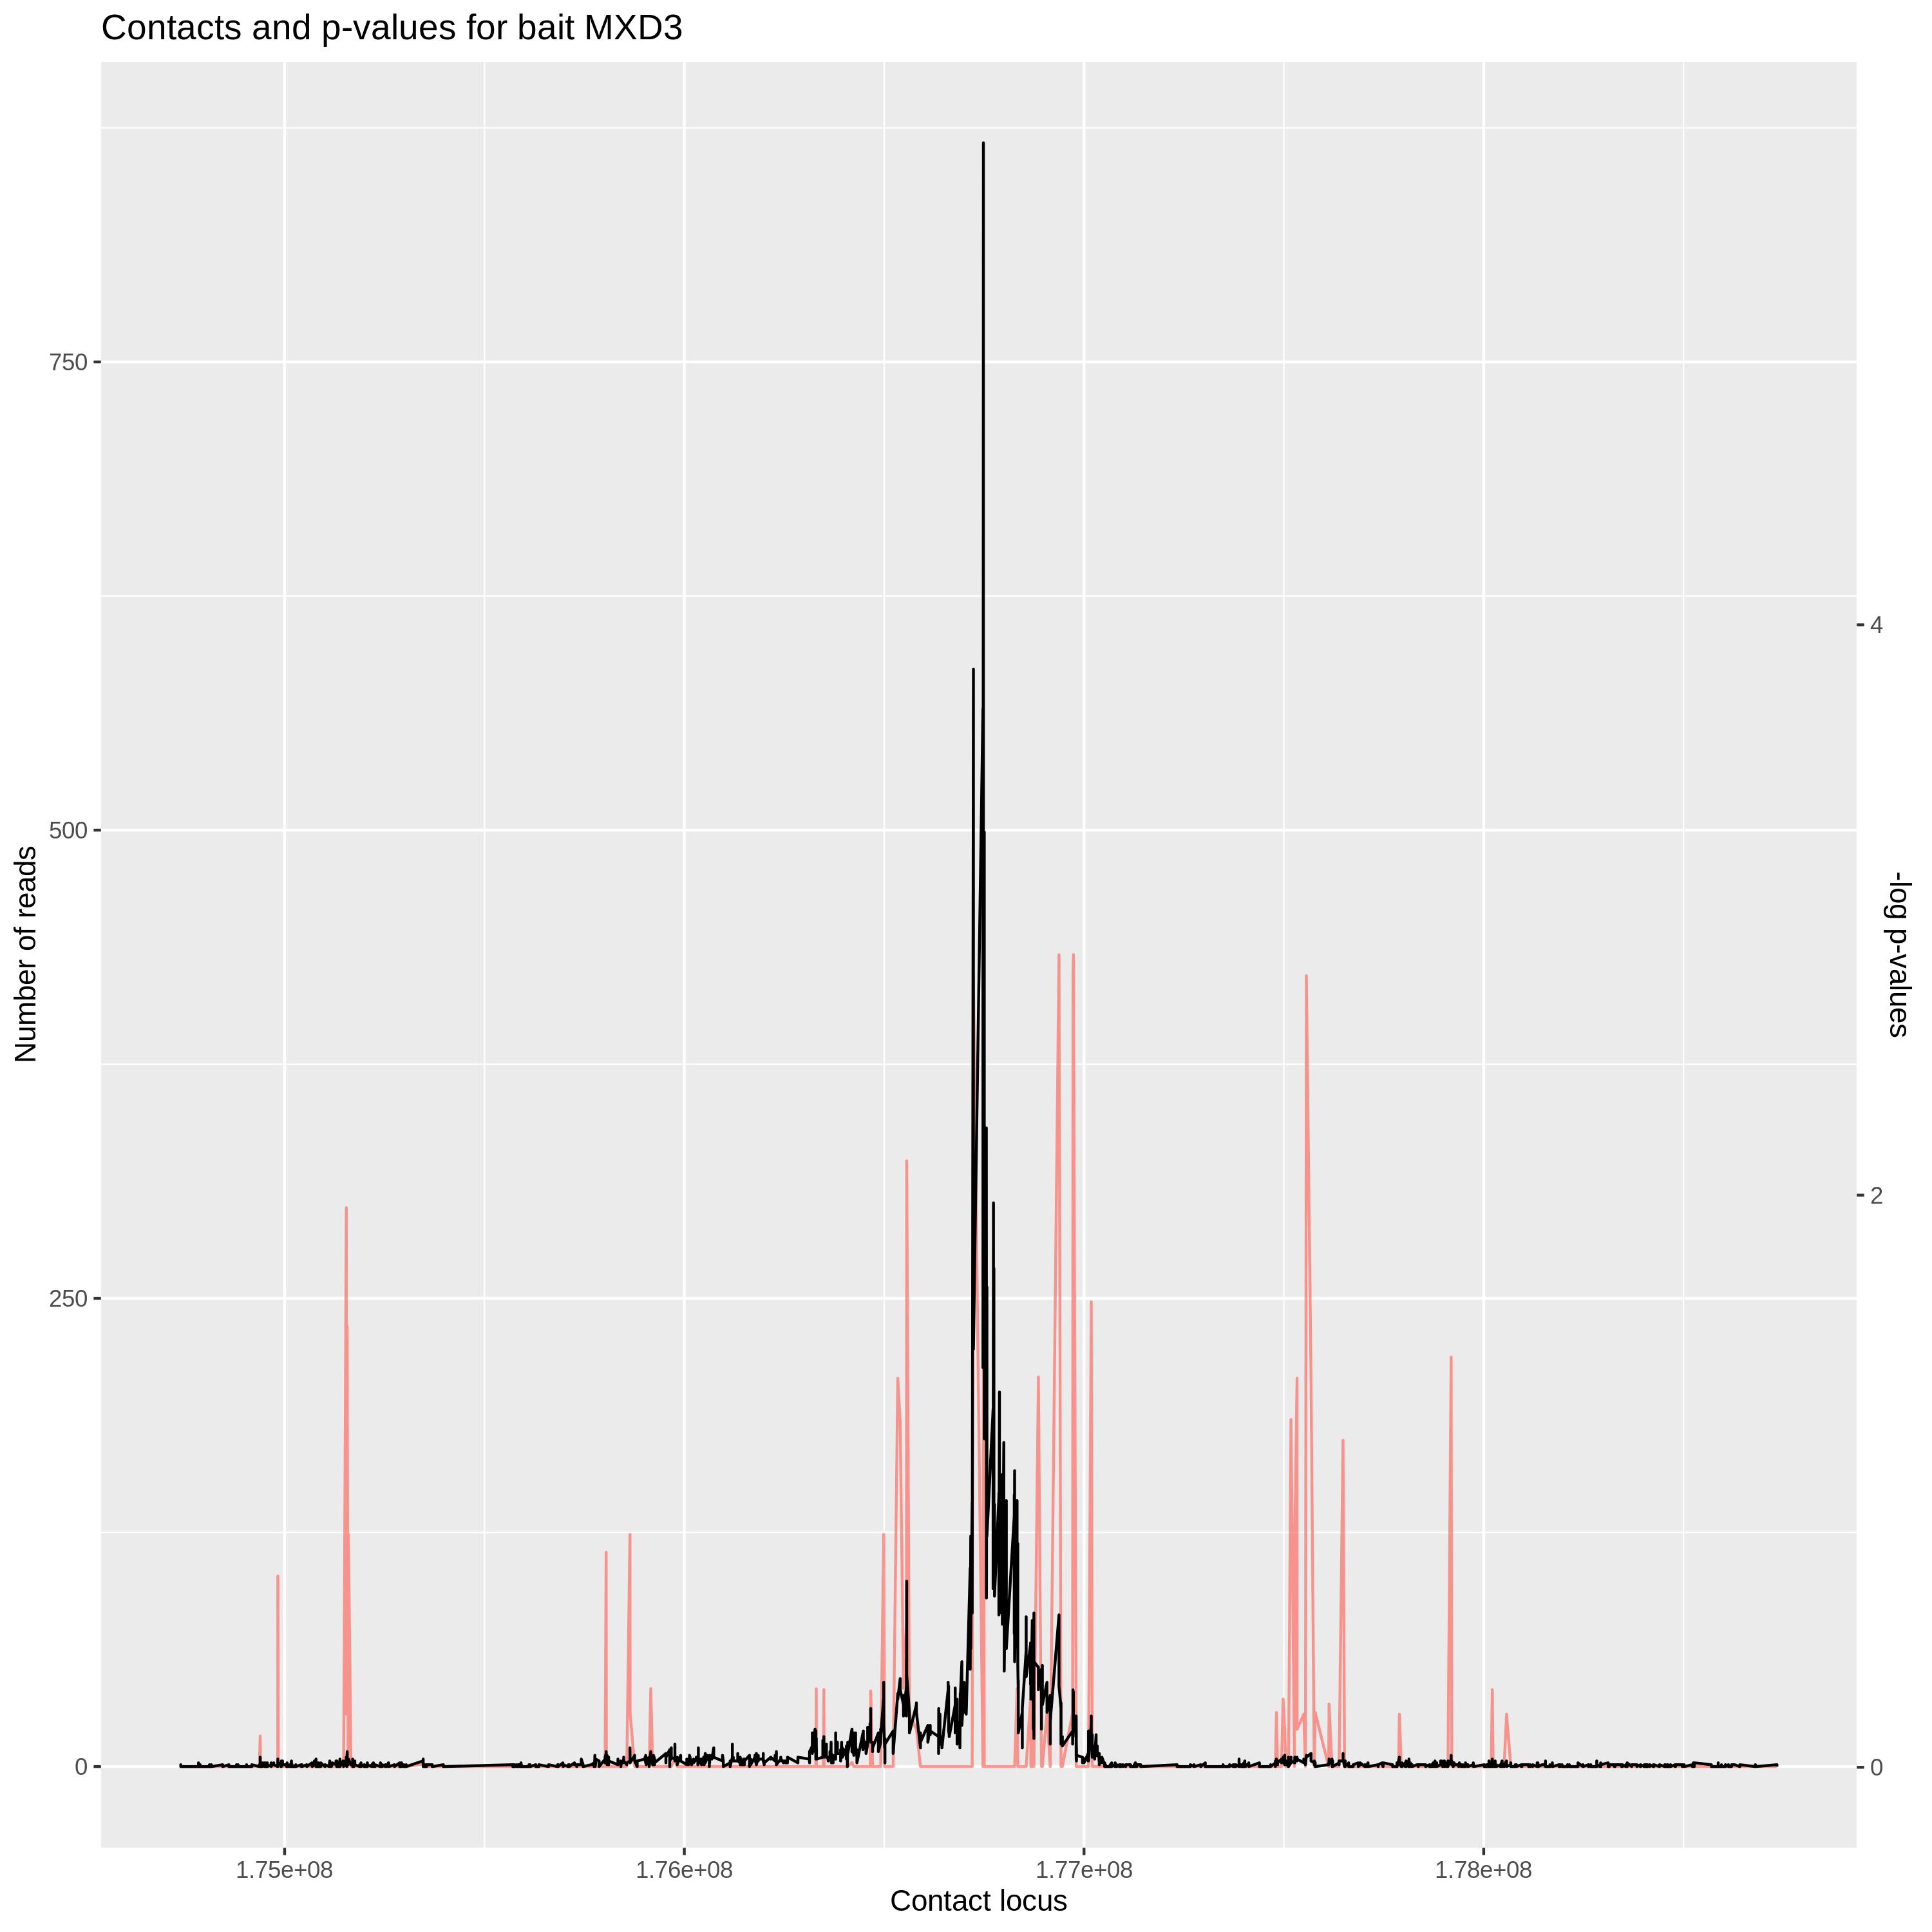 Contacts and p-values for bait MXD3
750
500
250
0
Number of reads
4
2
0
-log p-values
1.75e+08
1.76e+08
1.77e+08
1.78e+08
Contact locus